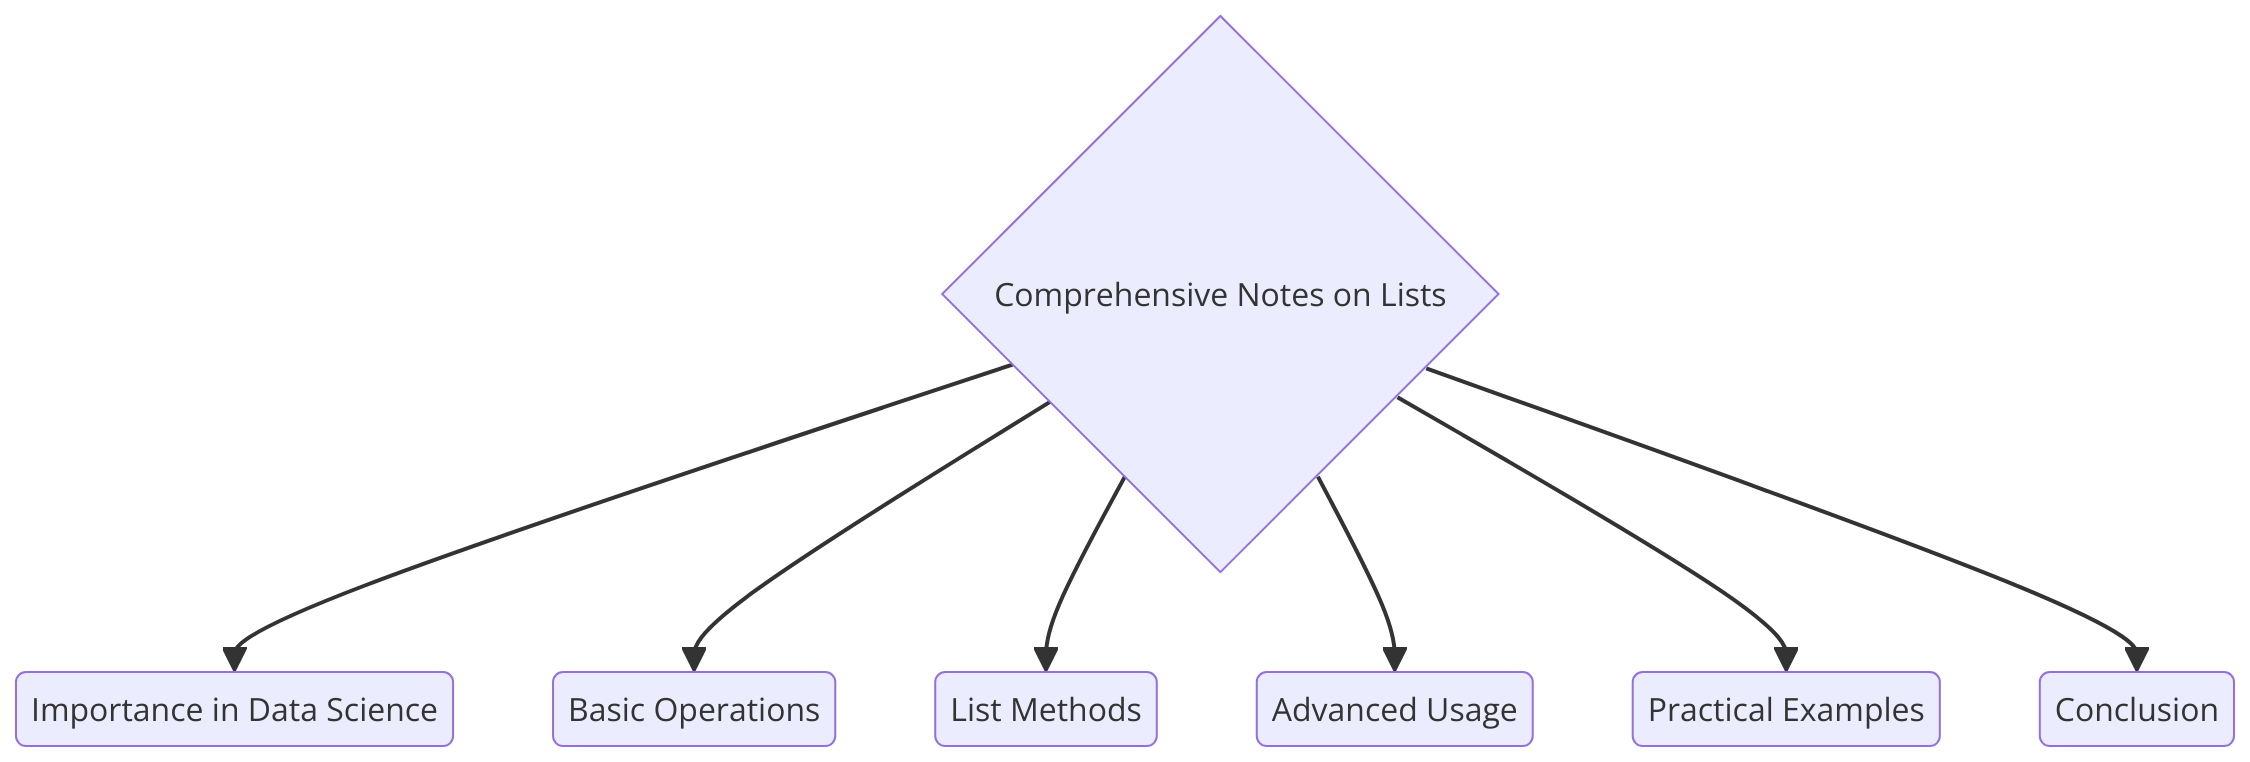 Comprehensive Notes on Lists
Importance in Data Science
Basic Operations
List Methods
Advanced Usage
Practical Examples
Conclusion